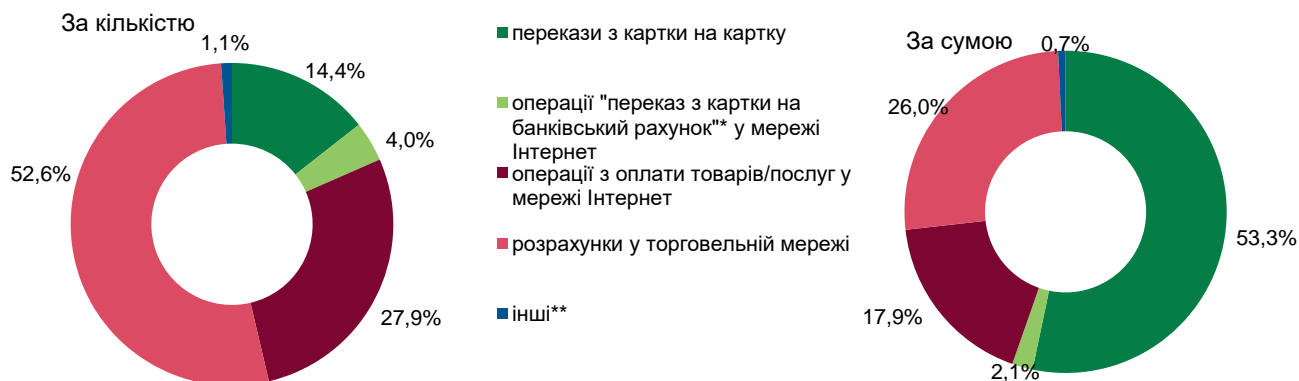 За кількістю
1,1%
14,4%
4,0%
52,6%
27,9%
перекази з картки на картку
операції "переказ з картки на
банківський рахунок"* у мережі
Інтернет
операції з оплати товарів/послуг у
мережі Інтернет
розрахунки у торговельній мережі
інші**
За сумою
0,7%
26,0%
53,3%
17,9%
2,1%